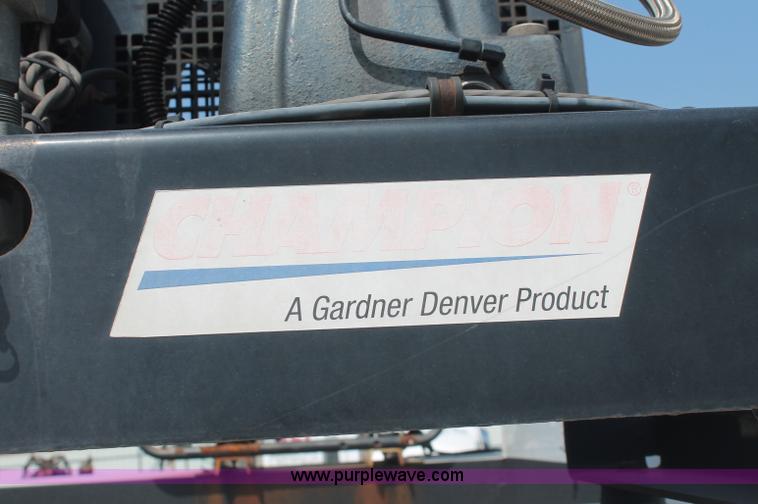 CHAMPION®
A Gardner Denver Product
www.purplewave.com